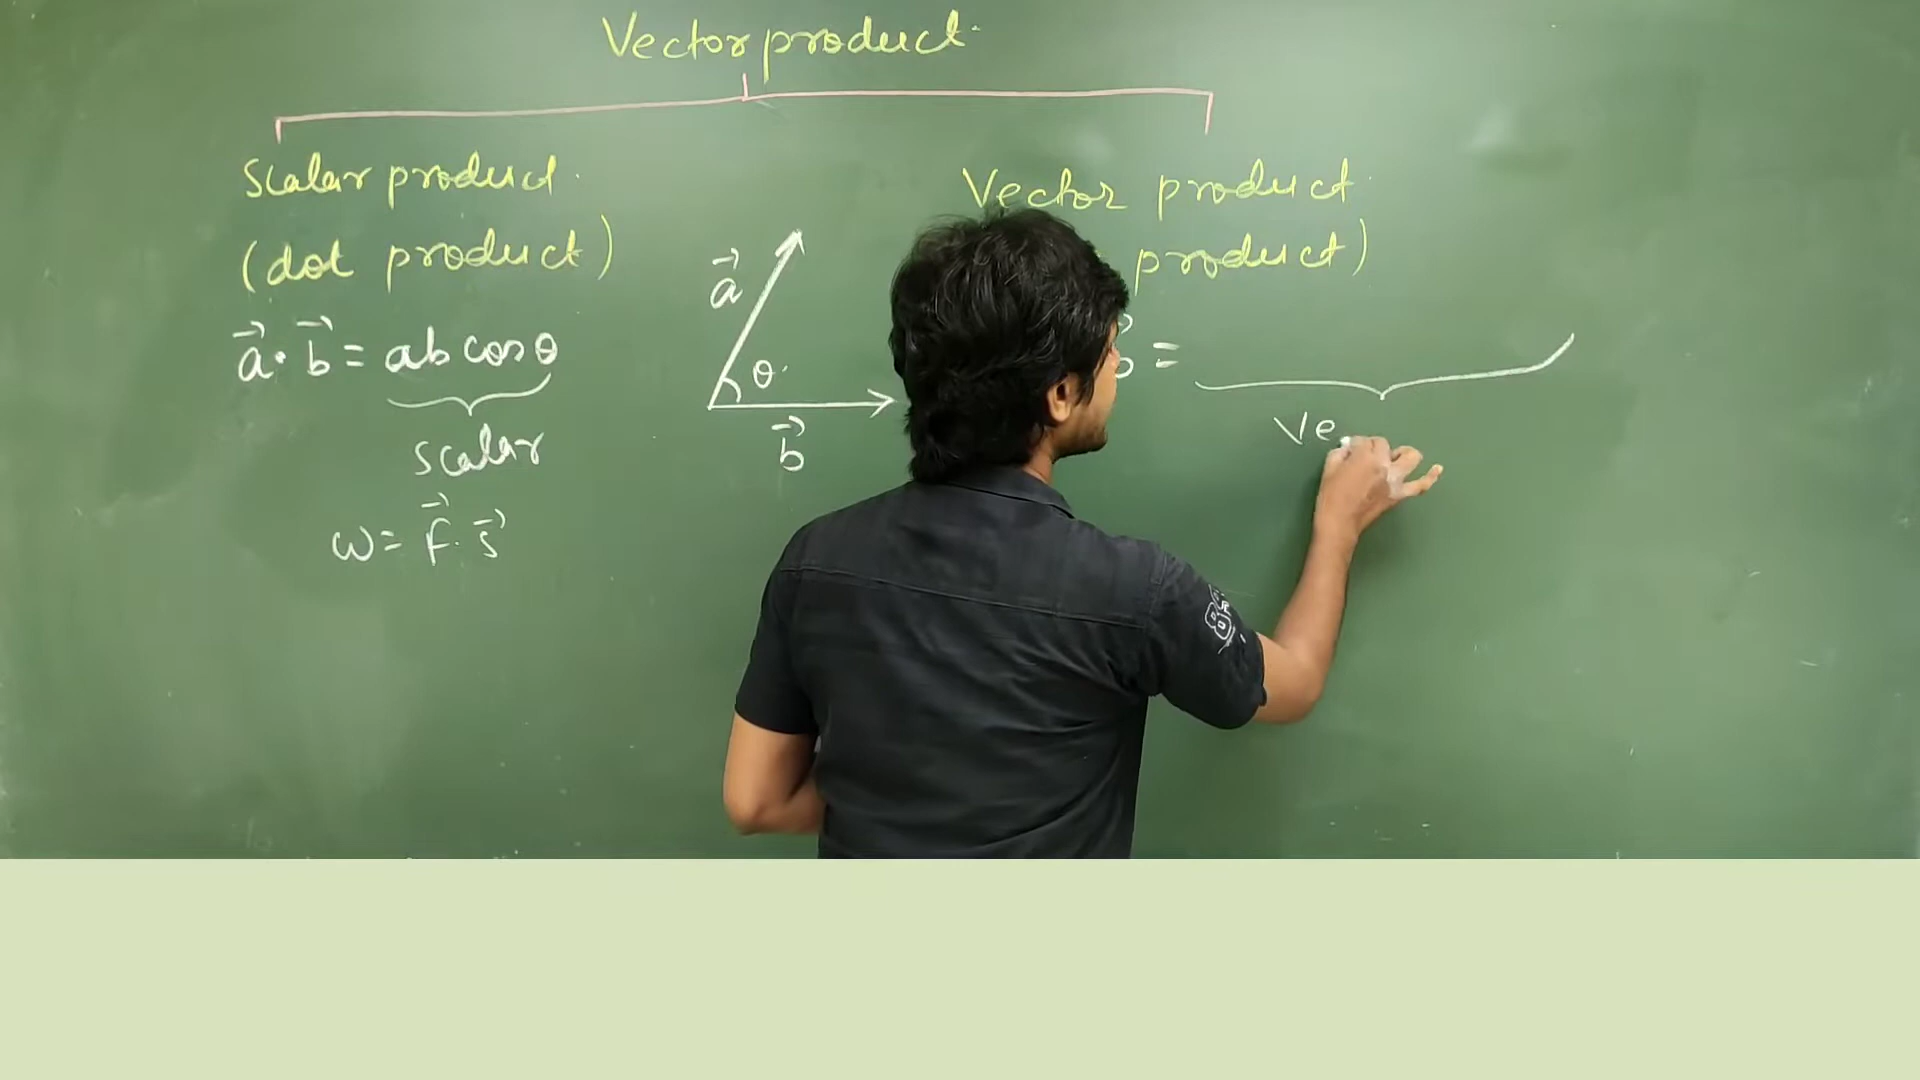 Vector product
Scalar product
(dot product)
a⃗ · b⃗ = ab cosθ
scalar
W = F⃗ · s⃗
a⃗
θ
b⃗
Vector product
product)
=
Ve